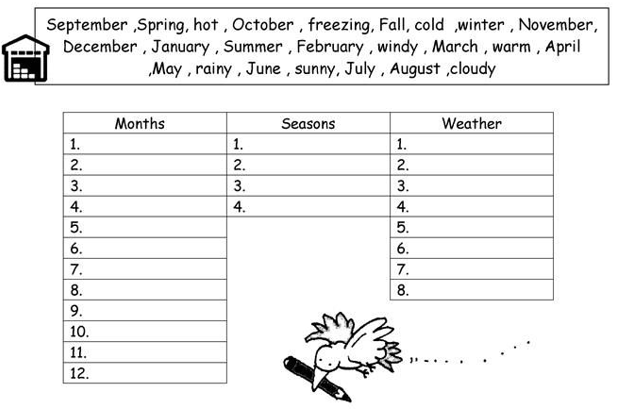 September ,Spring, hot , October , freezing, Fall, cold ,winter , November,
December , January , Summer , February , windy , March , warm , April
,May , rainy , June , sunny, July , August ,cloudy
Months Seasons Weather
1. 1. 1.
2. 2. 2.
3. 3. 3.
4. 4. 4.
5. 5.
6. 6.
7. 7.
8. 8.
9.
10.
11.
12.